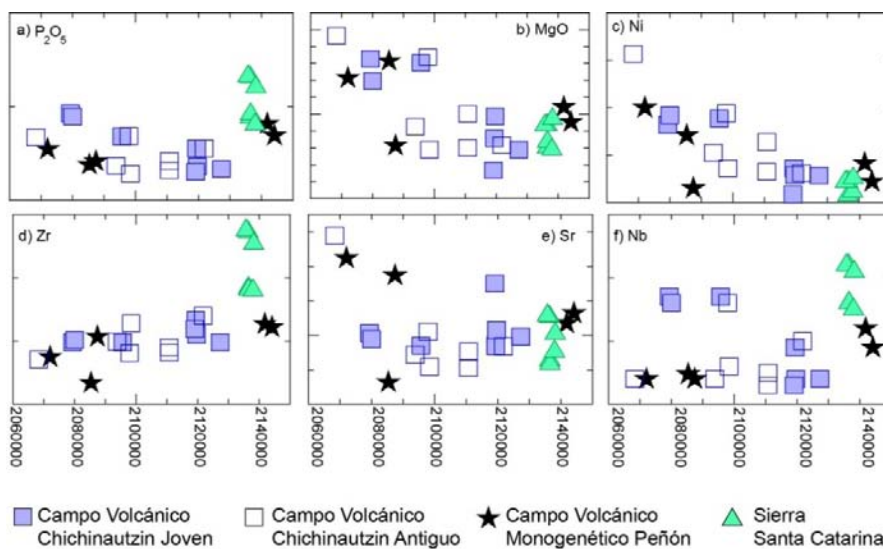 a) P2O5
b) MgO
c) Ni
d) Zr
e) Sr
f) Nb
2060000 2080000 2100000 2120000 2140000
2060000 2080000 2100000 2120000 2140000
2060000 2080000 2100000 2120000 2140000
Campo Volcánico
Chichinautzin Joven
Campo Volcánico
Chichinautzin Antiguo
Campo Volcánico
Monogenético Peñón
Sierra
Santa Catarina